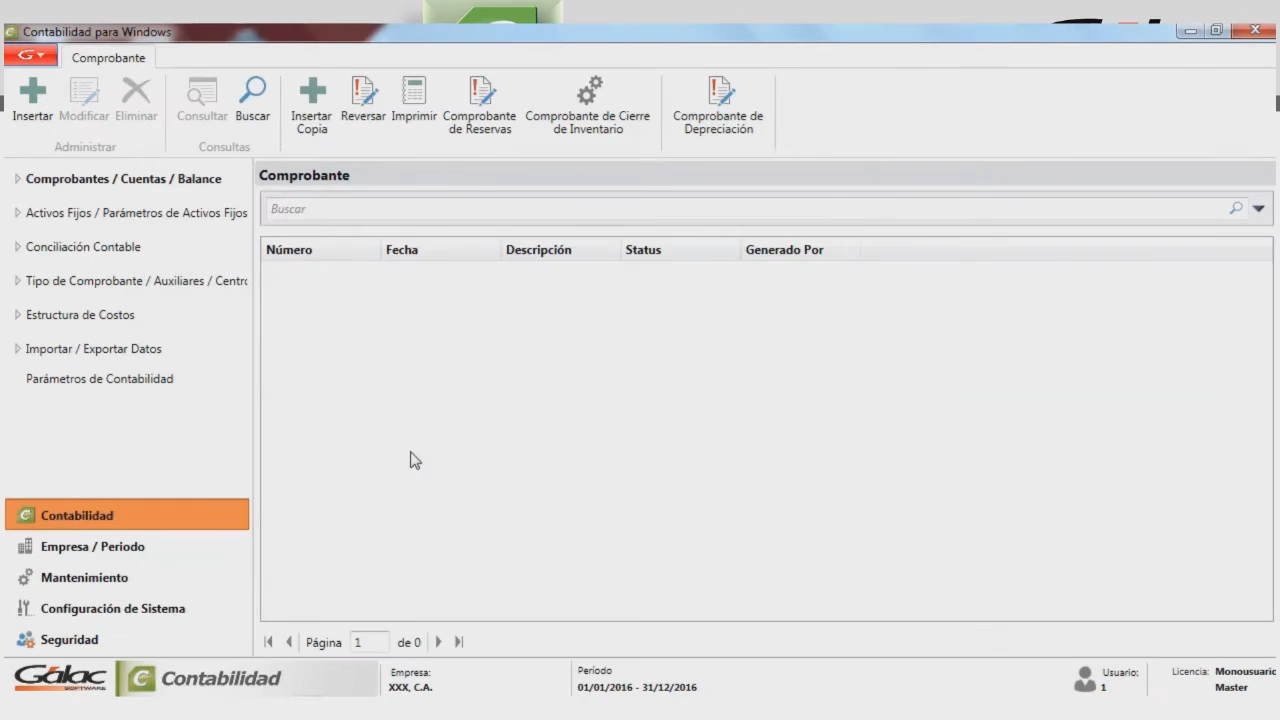 Contabilidad para Windows
Comprobante
Insertar
Modificar
Eliminar
Consultar
Buscar
Insertar
Copia
Reversar
Imprimir
Comprobante
de Reservas
Comprobante de Cierre
de Inventario
Comprobante de
Depreciación
Administrar
Consultas
Comprobantes / Cuentas / Balance
Activos Fijos / Parámetros de Activos Fijos
Conciliación Contable
Tipo de Comprobante / Auxiliares / Centro
Estructura de Costos
Importar / Exportar Datos
Parámetros de Contabilidad
Contabilidad
Empresa / Periodo
Mantenimiento
Configuración de Sistema
Seguridad
Comprobante
Buscar
Número Fecha Descripción Status Generado Por
Página 1 de 0
Gálac
SOFTWARE
Contabilidad
Empresa:
XXX, C.A.
Período
01/01/2016 - 31/12/2016
Usuario:
1
Licencia: Monousuario
Master